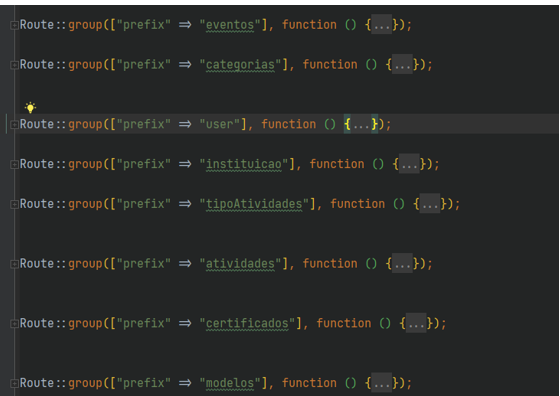 Route::group(["prefix" => "eventos"], function () {...});
Route::group(["prefix" => "categorias"], function () {...});
Route::group(["prefix" => "user"], function () {...});
Route::group(["prefix" => "instituicao"], function () {...});
Route::group(["prefix" => "tipoAtividades"], function () {...});
Route::group(["prefix" => "atividades"], function () {...});
Route::group(["prefix" => "certificados"], function () {...});
Route::group(["prefix" => "modelos"], function () {...});